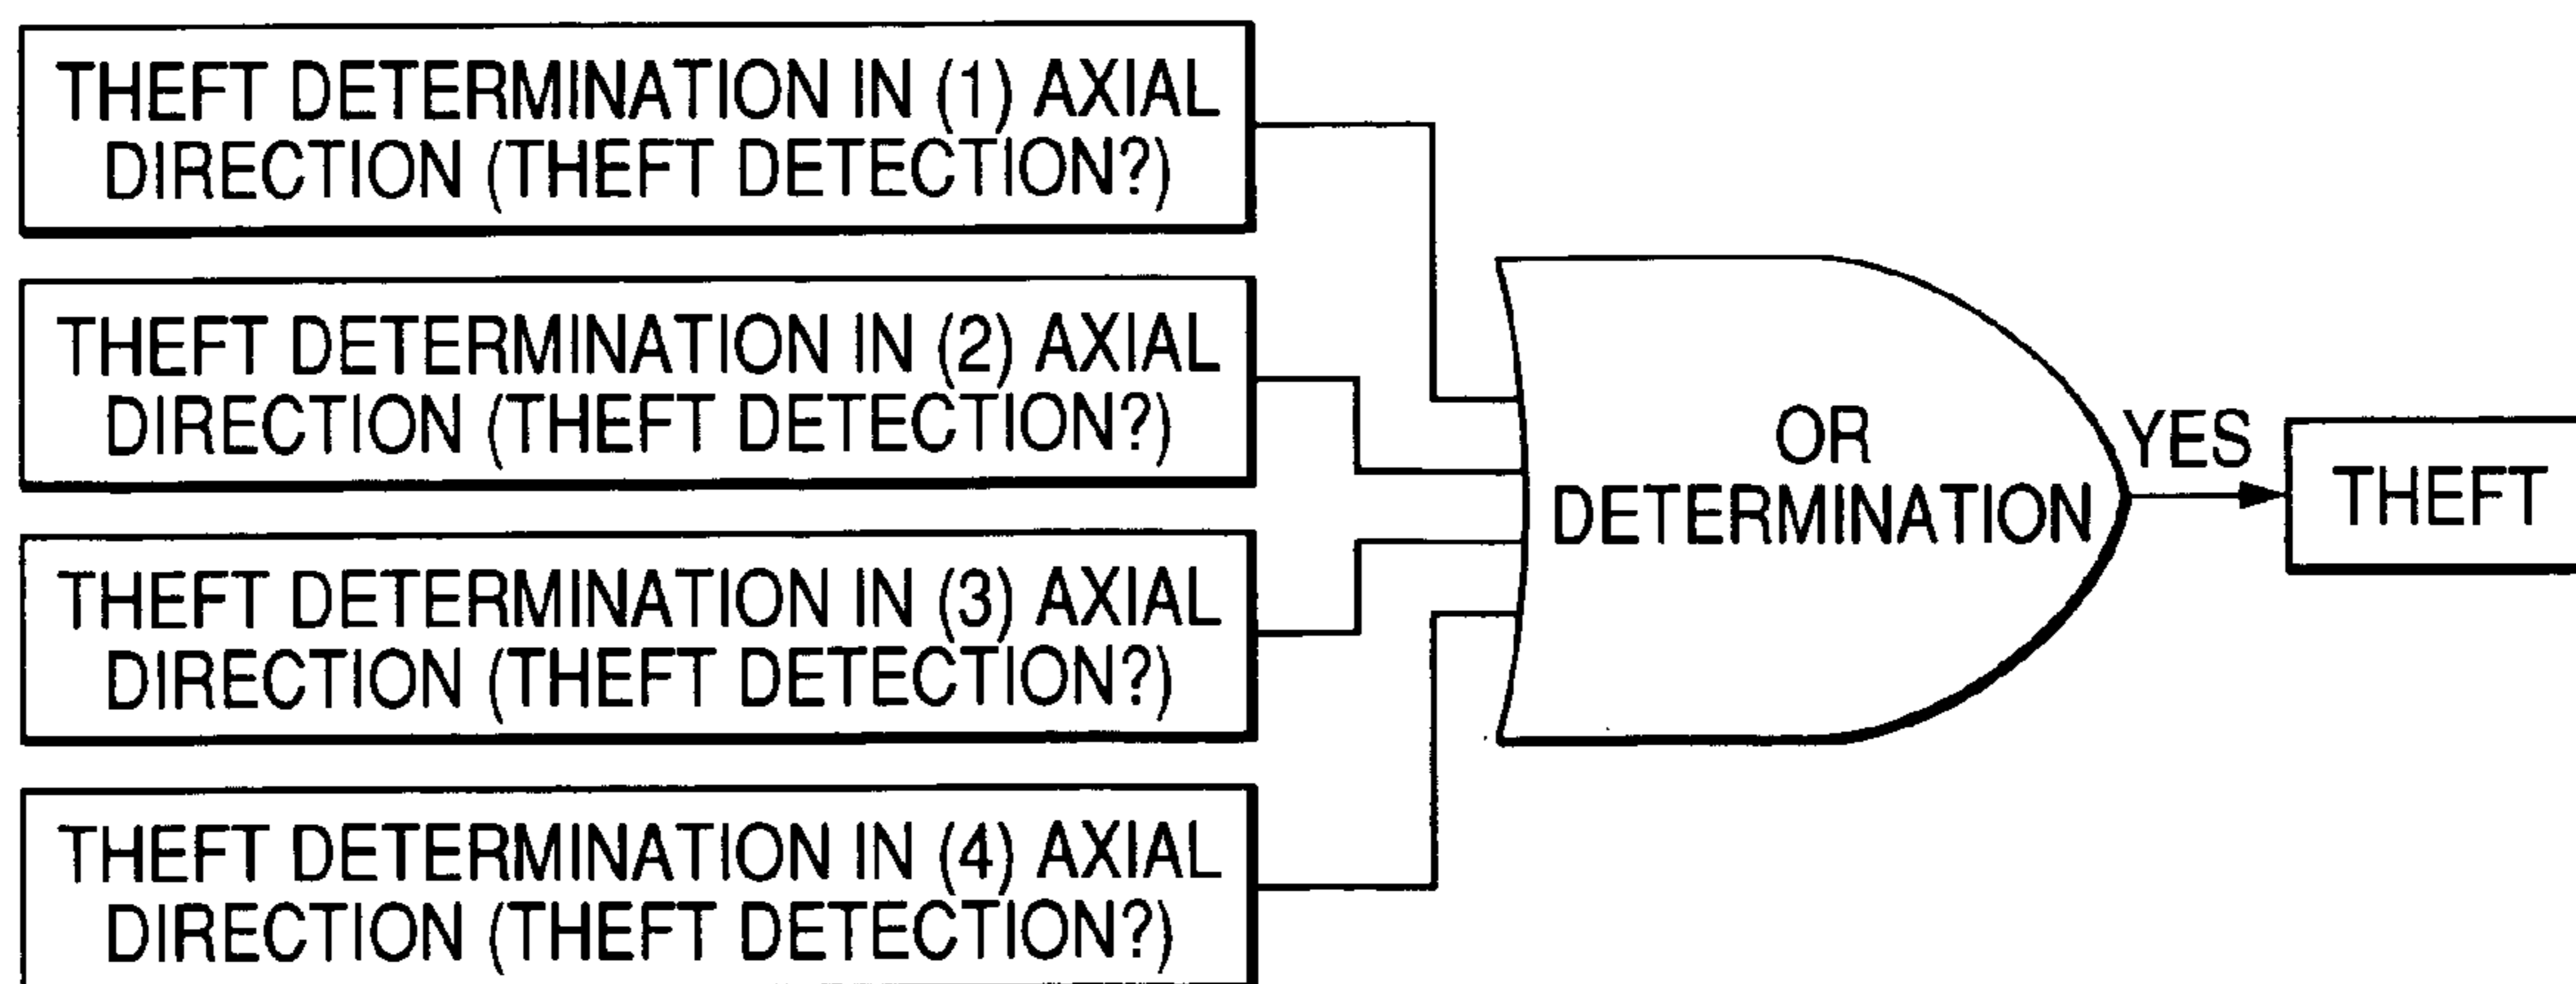 THEFT DETERMINATION IN (1) AXIAL
DIRECTION (THEFT DETECTION?)
THEFT DETERMINATION IN (2) AXIAL
DIRECTION (THEFT DETECTION?)
THEFT DETERMINATION IN (3) AXIAL
DIRECTION (THEFT DETECTION?)
THEFT DETERMINATION IN (4) AXIAL
DIRECTION (THEFT DETECTION?)
OR
DETERMINATION
YES
THEFT